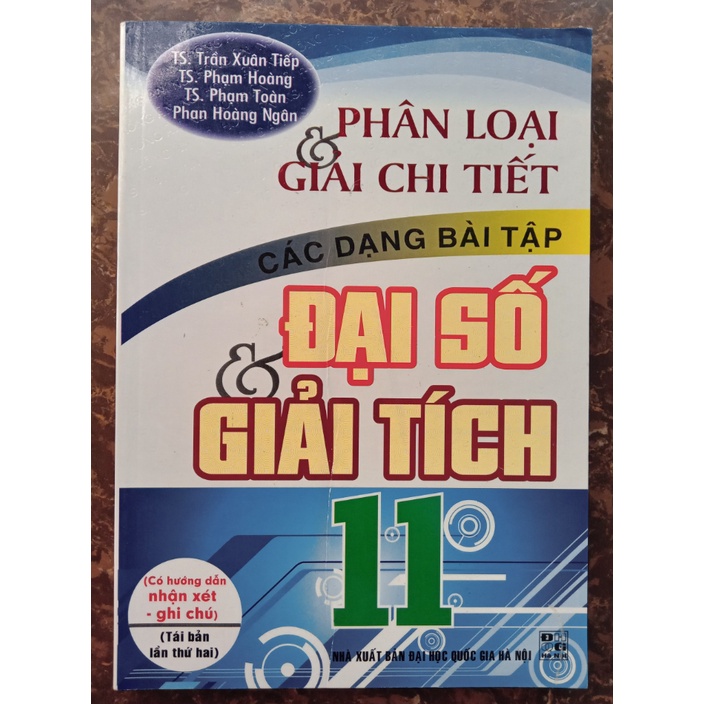 TS. Trần Xuân Tiếp
TS. Phạm Hoàng
TS. Phạm Toàn
Phan Hoàng Ngân
PHÂN LOẠI
&
GIẢI CHI TIẾT
CÁC DẠNG BÀI TẬP
ĐẠI SỐ
&
GIẢI TÍCH
11
(Có hướng dẫn
nhận xét
- ghi chú)
(Tái bản
lần thứ hai)
NHÀ XUẤT BẢN ĐẠI HỌC QUỐC GIA HÀ NỘI